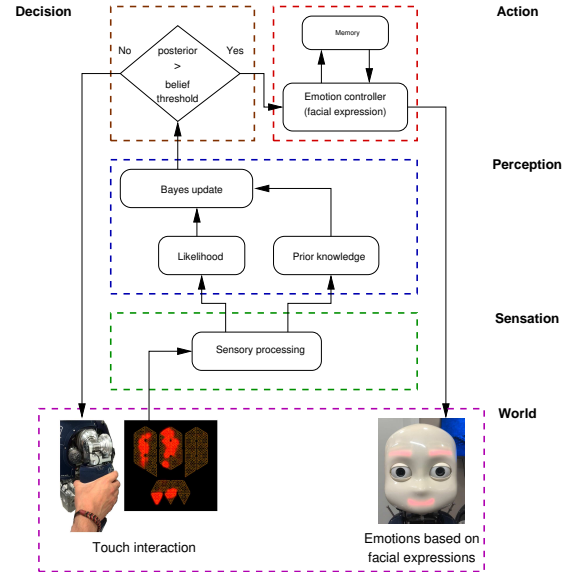 Decision
Action
No
posterior
>
belief
threshold
Yes
Memory
Emotion controller
(facial expression)
Perception
Bayes update
Likelihood
Prior knowledge
Sensation
Sensory processing
World
Touch interaction
Emotions based on
facial expressions